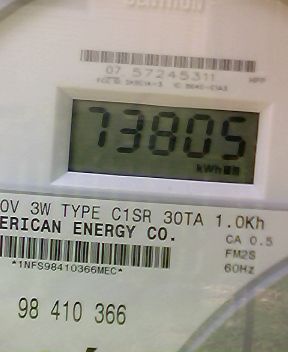 07 57245311
73805
kWh
0V 3W TYPE C1SR 30TA 1.0Kh
ERICAN ENERGY CO.
CA 0.5
FM2S
60Hz
*1NFS98410366MEC*
98 410 366